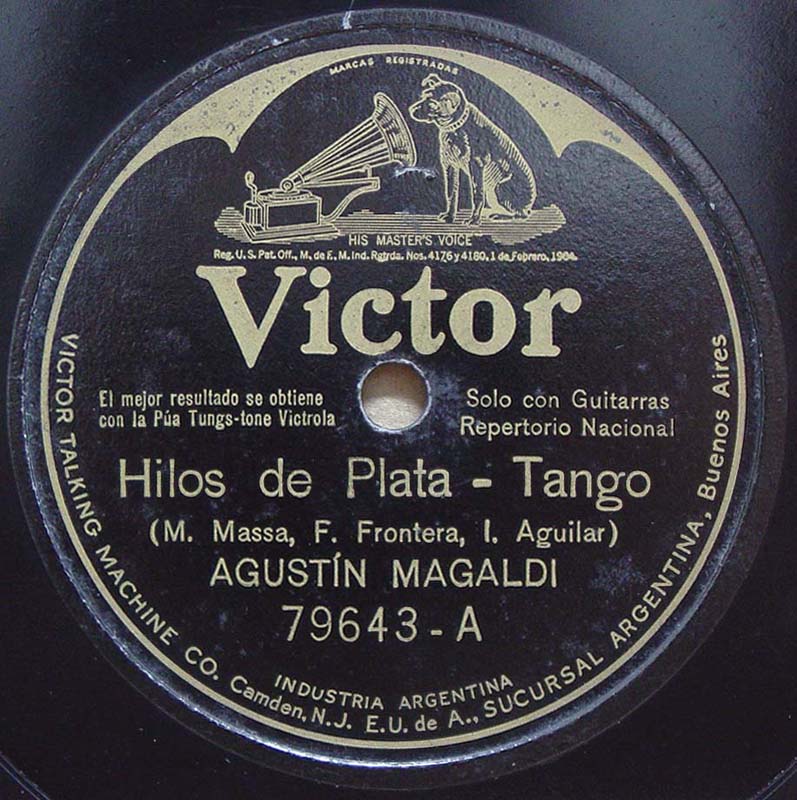 MARCAS REGISTRADAS
HIS MASTER'S VOICE
Reg. U.S. Pat. Off., M. de F., M. Ind. Rgtrda. Nos. 4176 y 4180, 1 de Febrero, 1904.
Victor
El mejor resultado se obtiene
con la Púa Tungs-tone Victrola
Solo con Guitarras
Repertorio Nacional
Hilos de Plata - Tango
(M. Massa, F. Frontera, I. Aguilar)
AGUSTÍN MAGALDI
79643-A
INDUSTRIA ARGENTINA
VICTOR TALKING MACHINE CO. Camden, N.J. E.U. de A., SUCURSAL ARGENTINA, Buenos Aires